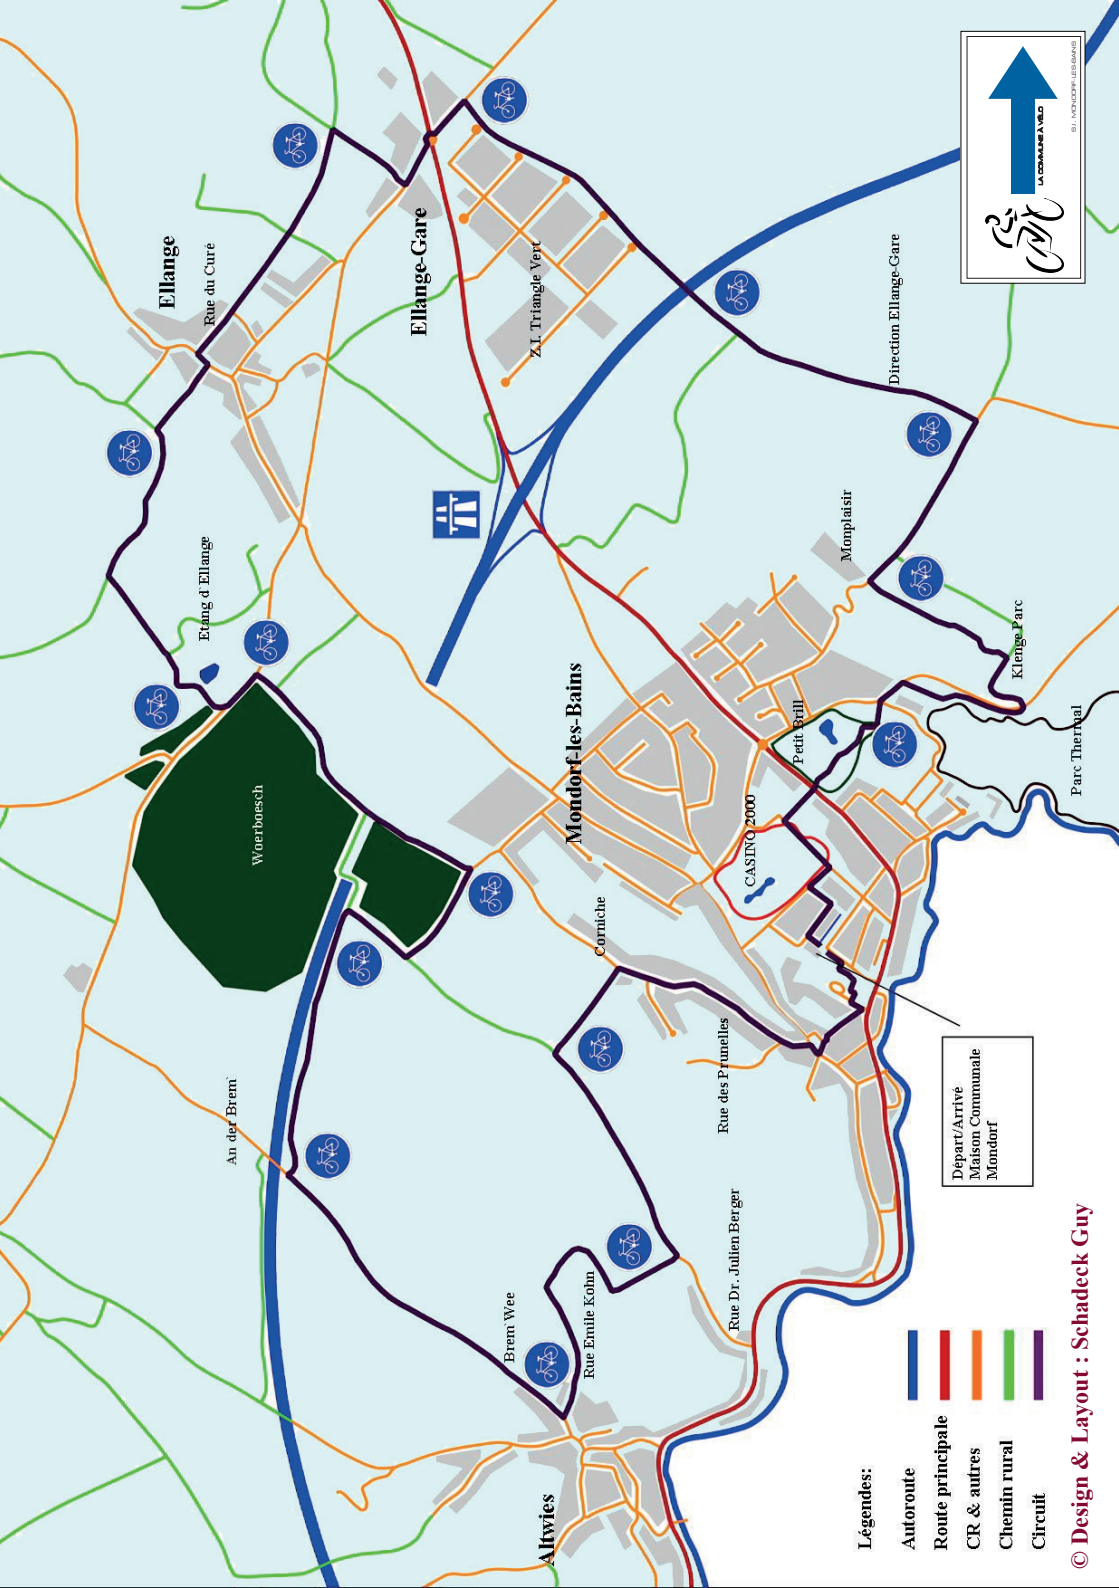 Altwies
Brem`Wee
Rue Emile Kohn
Rue Dr. Julien Berger
An der Brem`
Rue des Prunelles
Corniche
Woerboesch
Mondorf-les-Bains
CASINO 2000
Petit Brill
Parc Thermal
Klenge Parc
Monplaisir
Etang d`Ellange
Ellange
Rue du Curé
Ellange-Gare
Z.I. Triangle Vert
Direction Ellange-Gare
LA COMMUNE À VÉLO
S.I. MONDORF-LES-BAINS
Départ/Arrivé
Maison Communale
Mondorf
Légendes:
Autoroute
Route principale
CR & autres
Chemin rural
Circuit
© Design & Layout : Schadeck Guy